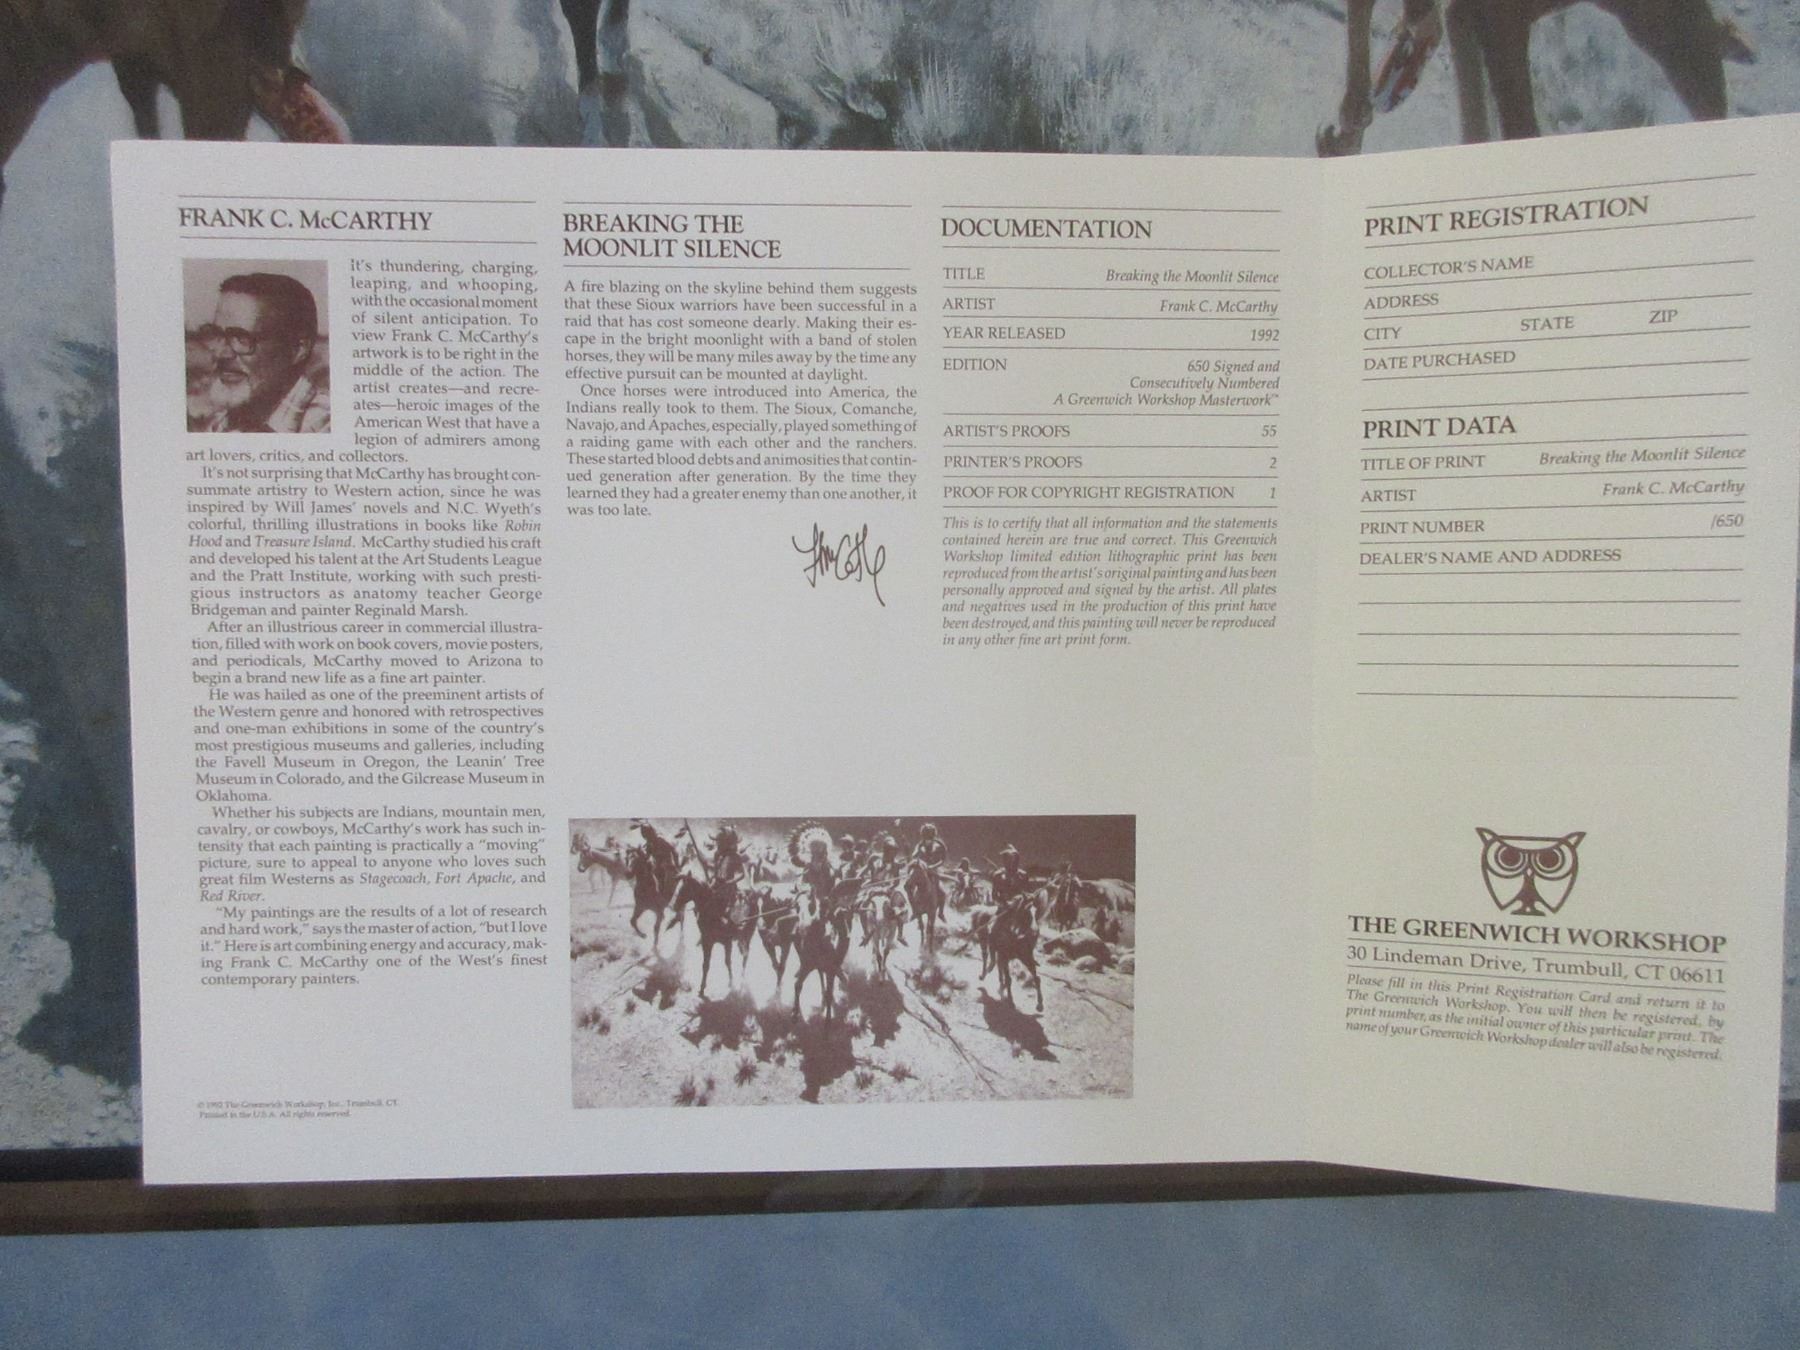 FRANK C. McCARTHY
It's thundering, charging,
leaping, and whooping,
with the occasional moment
of silent anticipation. To
view Frank C. McCarthy's
artwork is to be right in the
middle of the action. The
artist creates—and recre-
ates—heroic images of the
American West that have a
legion of admirers among
art lovers, critics, and collectors.
It's not surprising that McCarthy has brought con-
summate artistry to Western action, since he was
inspired by Will James' novels and N.C. Wyeth's
colorful, thrilling illustrations in books like Robin
Hood and Treasure Island. McCarthy studied his craft
and developed his talent at the Art Students League
and the Pratt Institute, working with such presti-
gious instructors as anatomy teacher George
Bridgeman and painter Reginald Marsh.
After an illustrious career in commercial illustra-
tion, filled with work on book covers, movie posters,
and periodicals, McCarthy moved to Arizona to
begin a brand new life as a fine art painter.
He was hailed as one of the preeminent artists of
the Western genre and honored with retrospectives
and one-man exhibitions in some of the country's
most prestigious museums and galleries, including
the Favell Museum in Oregon, the Leanin' Tree
Museum in Colorado, and the Gilcrease Museum in
Oklahoma.
Whether his subjects are Indians, mountain men,
cavalry, or cowboys, McCarthy's work has such in-
tensity that each painting is practically a "moving"
picture, sure to appeal to anyone who loves such
great film Westerns as Stagecoach, Fort Apache, and
Red River.
"My paintings are the results of a lot of research
and hard work," says the master of action, "but I love
it." Here is art combining energy and accuracy, mak-
ing Frank C. McCarthy one of the West's finest
contemporary painters.
© 1992 The Greenwich Workshop, Inc., Trumbull, CT.
Printed in the U.S.A. All rights reserved.
BREAKING THE
MOONLIT SILENCE
A fire blazing on the skyline behind them suggests
that these Sioux warriors have been successful in a
raid that has cost someone dearly. Making their es-
cape in the bright moonlight with a band of stolen
horses, they will be many miles away by the time any
effective pursuit can be mounted at daylight.
Once horses were introduced into America, the
Indians really took to them. The Sioux, Comanche,
Navajo, and Apaches, especially, played something of
a raiding game with each other and the ranchers.
These started blood debts and animosities that contin-
ued generation after generation. By the time they
learned they had a greater enemy than one another, it
was too late.
DOCUMENTATION
TITLE Breaking the Moonlit Silence
ARTIST Frank C. McCarthy
YEAR RELEASED 1992
EDITION 650 Signed and
Consecutively Numbered
A Greenwich Workshop Masterwork™
ARTIST'S PROOFS 55
PRINTER'S PROOFS 2
PROOF FOR COPYRIGHT REGISTRATION 1
This is to certify that all information and the statements
contained herein are true and correct. This Greenwich
Workshop limited edition lithographic print has been
reproduced from the artist's original painting and has been
personally approved and signed by the artist. All plates
and negatives used in the production of this print have
been destroyed, and this painting will never be reproduced
in any other fine art print form.
PRINT REGISTRATION
COLLECTOR'S NAME
ADDRESS
CITY STATE ZIP
DATE PURCHASED
PRINT DATA
TITLE OF PRINT Breaking the Moonlit Silence
ARTIST Frank C. McCarthy
PRINT NUMBER /650
DEALER'S NAME AND ADDRESS
THE GREENWICH WORKSHOP
30 Lindeman Drive, Trumbull, CT 06611
Please fill in this Print Registration Card and return it to
The Greenwich Workshop. You will then be registered, by
print number, as the initial owner of this particular print. The
name of your Greenwich Workshop dealer will also be registered.